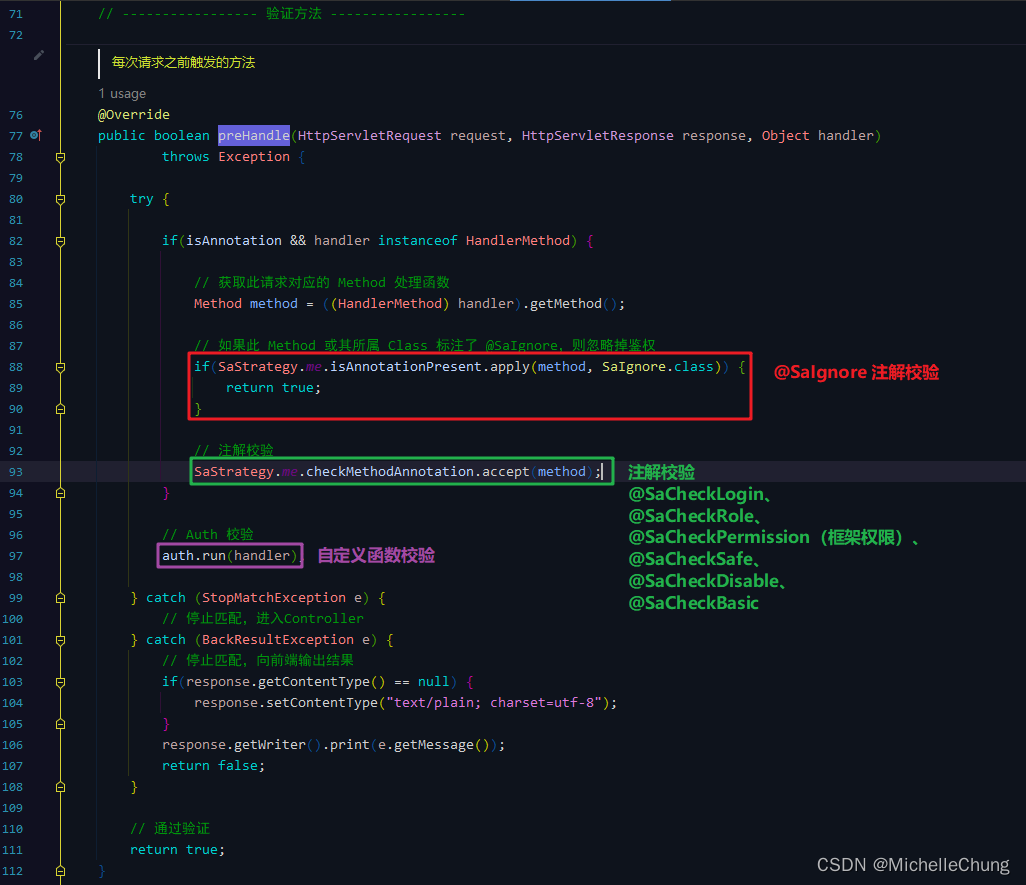 71 // ----------------- 验证方法 -----------------
72
每次请求之前触发的方法
1 usage
76 @Override
77 public boolean preHandle(HttpServletRequest request, HttpServletResponse response, Object handler)
78 throws Exception {
79
80 try {
81
82 if(isAnnotation && handler instanceof HandlerMethod) {
83
84 // 获取此请求对应的 Method 处理函数
85 Method method = ((HandlerMethod) handler).getMethod();
86
87 // 如果此 Method 或其所属 Class 标注了 @SaIgnore，则忽略掉鉴权
88 if(SaStrategy.me.isAnnotationPresent.apply(method, SaIgnore.class)) {
@SaIgnore 注解校验
89 return true;
90 }
91
92 // 注解校验
93 SaStrategy.me.checkMethodAnnotation.accept(method);
注解校验
94 }
@SaCheckLogin、
95
@SaCheckRole、
96 // Auth 校验
@SaCheckPermission（框架权限）、
97 auth.run(handler)
自定义函数校验
@SaCheckSafe、
98
@SaCheckDisable、
99 } catch (StopMatchException e) {
@SaCheckBasic
100 // 停止匹配，进入Controller
101 } catch (BackResultException e) {
102 // 停止匹配，向前端输出结果
103 if(response.getContentType() == null) {
104 response.setContentType("text/plain; charset=utf-8");
105 }
106 response.getWriter().print(e.getMessage());
107 return false;
108 }
109
110 // 通过验证
111 return true;
112 }
CSDN @MichelleChung